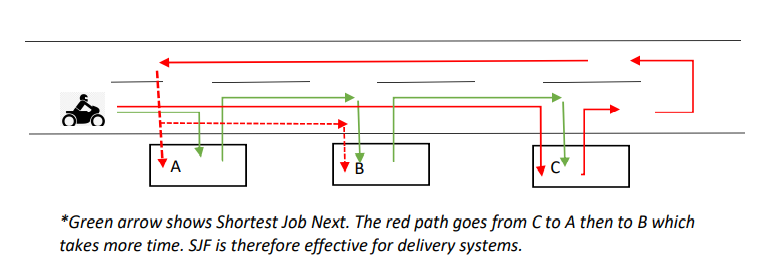 A
B
C
*Green arrow shows Shortest Job Next. The red path goes from C to A then to B which
takes more time. SJF is therefore effective for delivery systems.